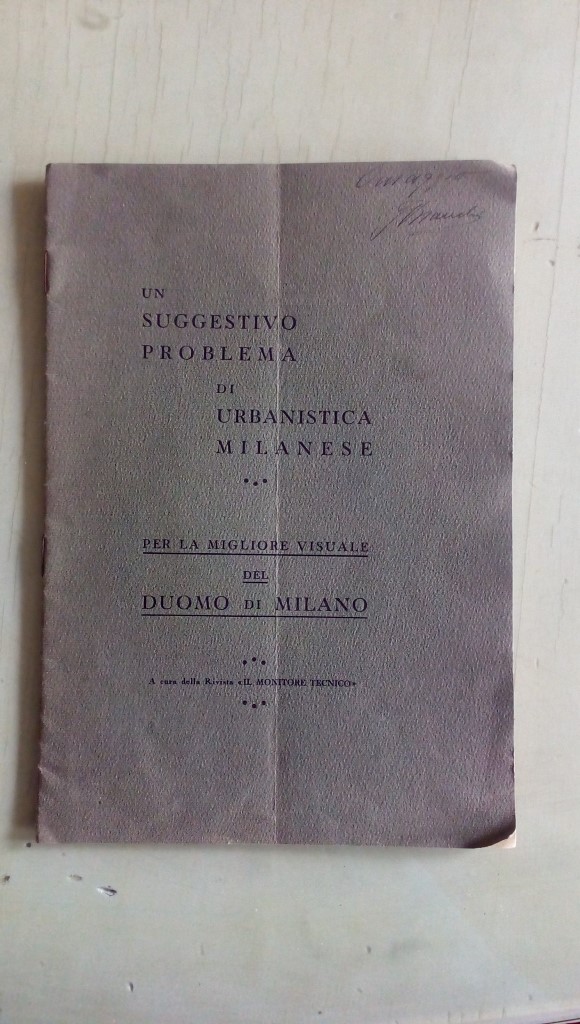 Omaggio
UN
SUGGESTIVO
PROBLEMA
DI
URBANISTICA
MILANESE
PER LA MIGLIORE VISUALE
DEL
DUOMO DI MILANO
A cura della Rivista «IL MONITORE TECNICO»